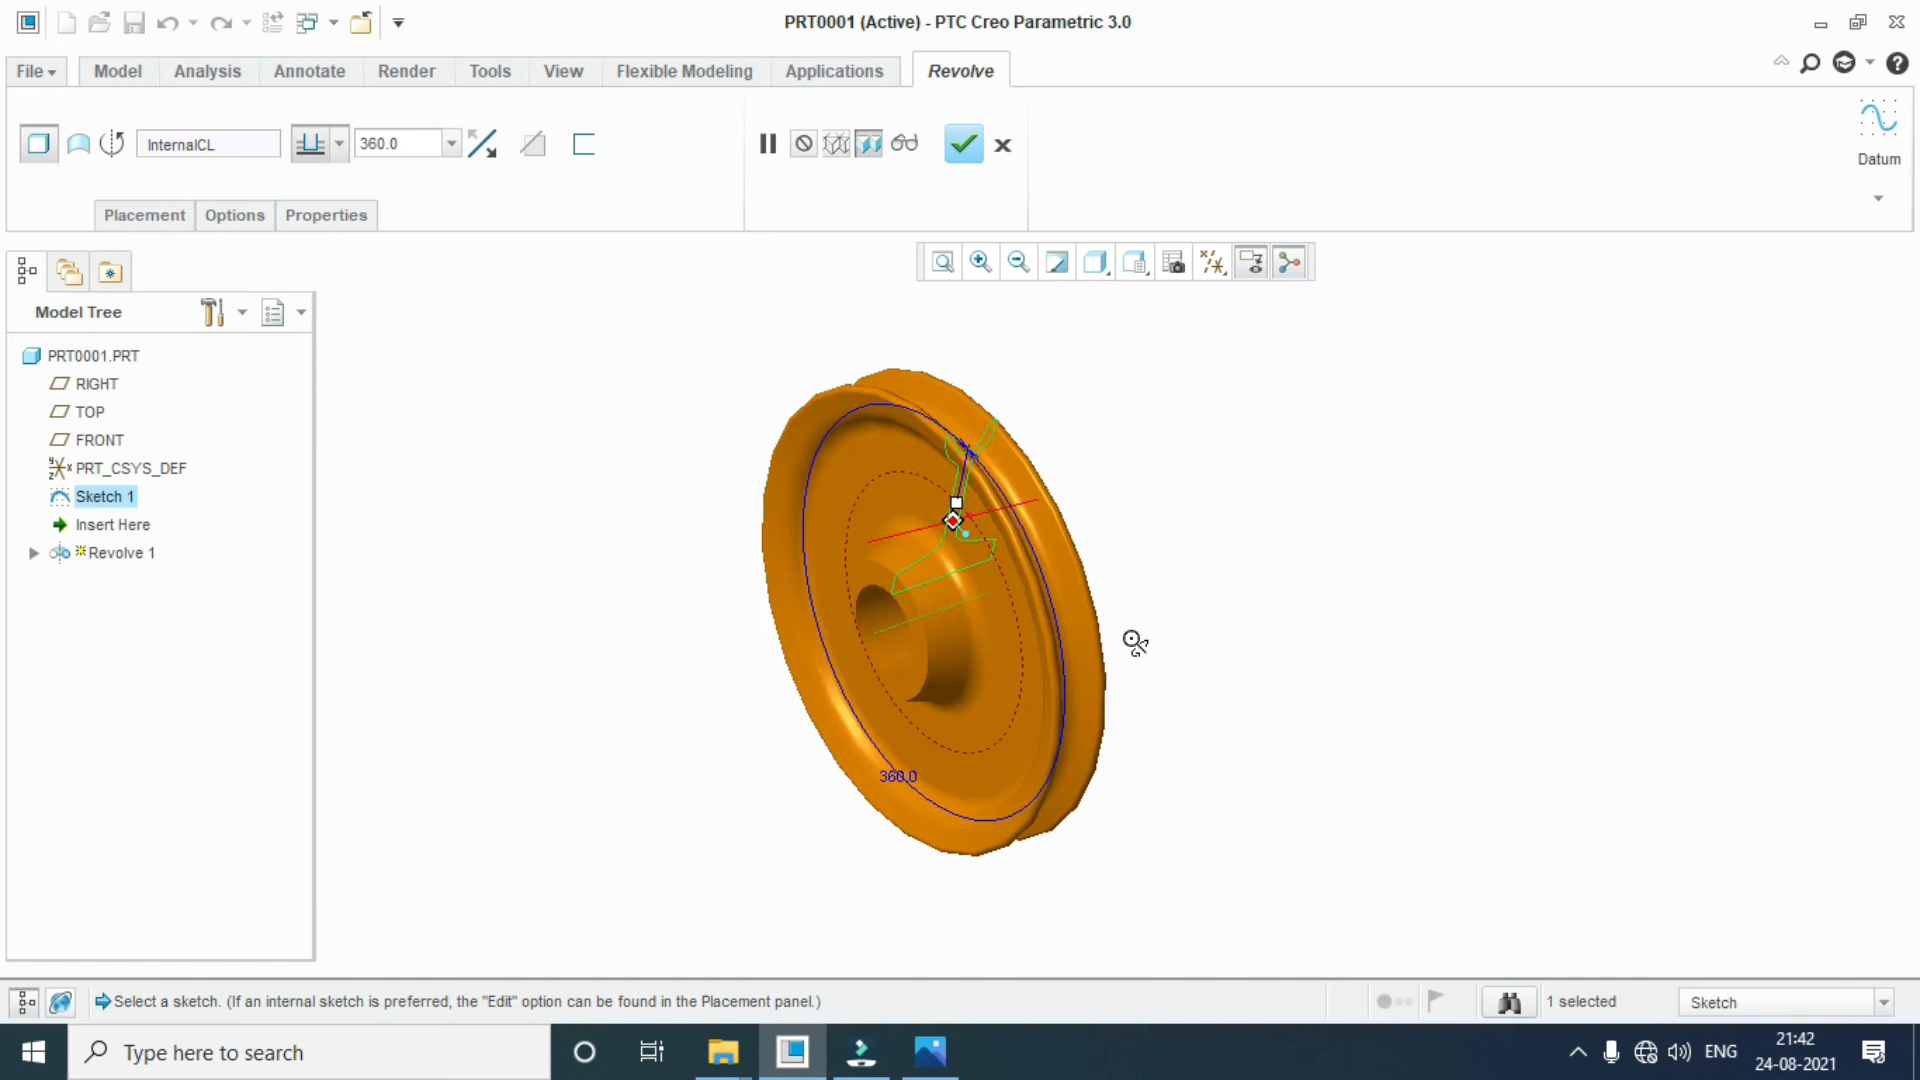 PRT0001 (Active) - PTC Creo Parametric 3.0
File Model Analysis Annotate Render Tools View Flexible Modeling Applications Revolve
InternalCL 360.0
Datum
Placement Options Properties
Model Tree
PRT0001.PRT
RIGHT
TOP
FRONT
PRT_CSYS_DEF
Sketch 1
Insert Here
Revolve 1
360.0
Select a sketch. (If an internal sketch is preferred, the "Edit" option can be found in the Placement panel.) 1 selected Sketch
Type here to search
ENG
21:42
24-08-2021